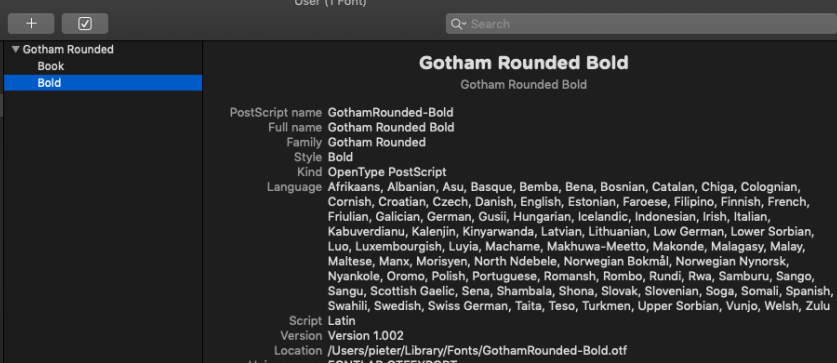 User (1 Font)
Search
Gotham Rounded
Book
Bold
Gotham Rounded Bold
Gotham Rounded Bold
PostScript name GothamRounded-Bold
Full name Gotham Rounded Bold
Family Gotham Rounded
Style Bold
Kind OpenType PostScript
Language Afrikaans, Albanian, Asu, Basque, Bemba, Bena, Bosnian, Catalan, Chiga, Colognian,
Cornish, Croatian, Czech, Danish, English, Estonian, Faroese, Filipino, Finnish, French,
Friulian, Galician, German, Gusii, Hungarian, Icelandic, Indonesian, Irish, Italian,
Kabuverdianu, Kalenjin, Kinyarwanda, Latvian, Lithuanian, Low German, Lower Sorbian,
Luo, Luxembourgish, Luyia, Machame, Makhuwa-Meetto, Makonde, Malagasy, Malay,
Maltese, Manx, Morisyen, North Ndebele, Norwegian Bokmål, Norwegian Nynorsk,
Nyankole, Oromo, Polish, Portuguese, Romansh, Rombo, Rundi, Rwa, Samburu, Sango,
Sangu, Scottish Gaelic, Sena, Shambala, Shona, Slovak, Slovenian, Soga, Somali, Spanish,
Swahili, Swedish, Swiss German, Taita, Teso, Turkmen, Upper Sorbian, Vunjo, Welsh, Zulu
Script Latin
Version Version 1.002
Location /Users/pieter/Library/Fonts/GothamRounded-Bold.otf